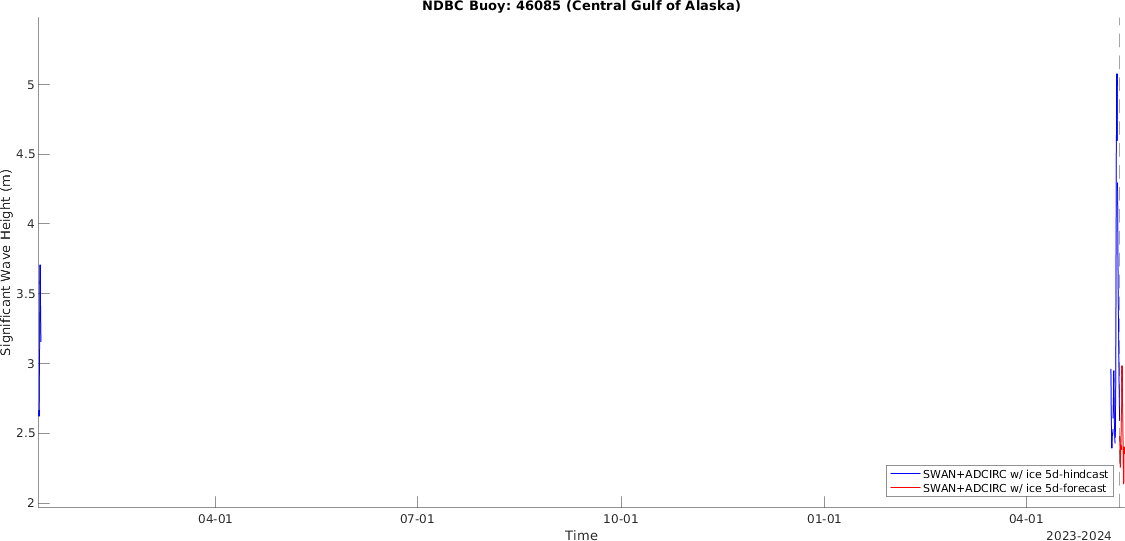 NDBC Buoy: 46085 (Central Gulf of Alaska)
Significant Wave Height (m)
5
4.5
4
3.5
3
2.5
2
SWAN+ADCIRC w/ ice 5d-hindcast
SWAN+ADCIRC w/ ice 5d-forecast
04-01
07-01
10-01
01-01
04-01
Time
2023-2024